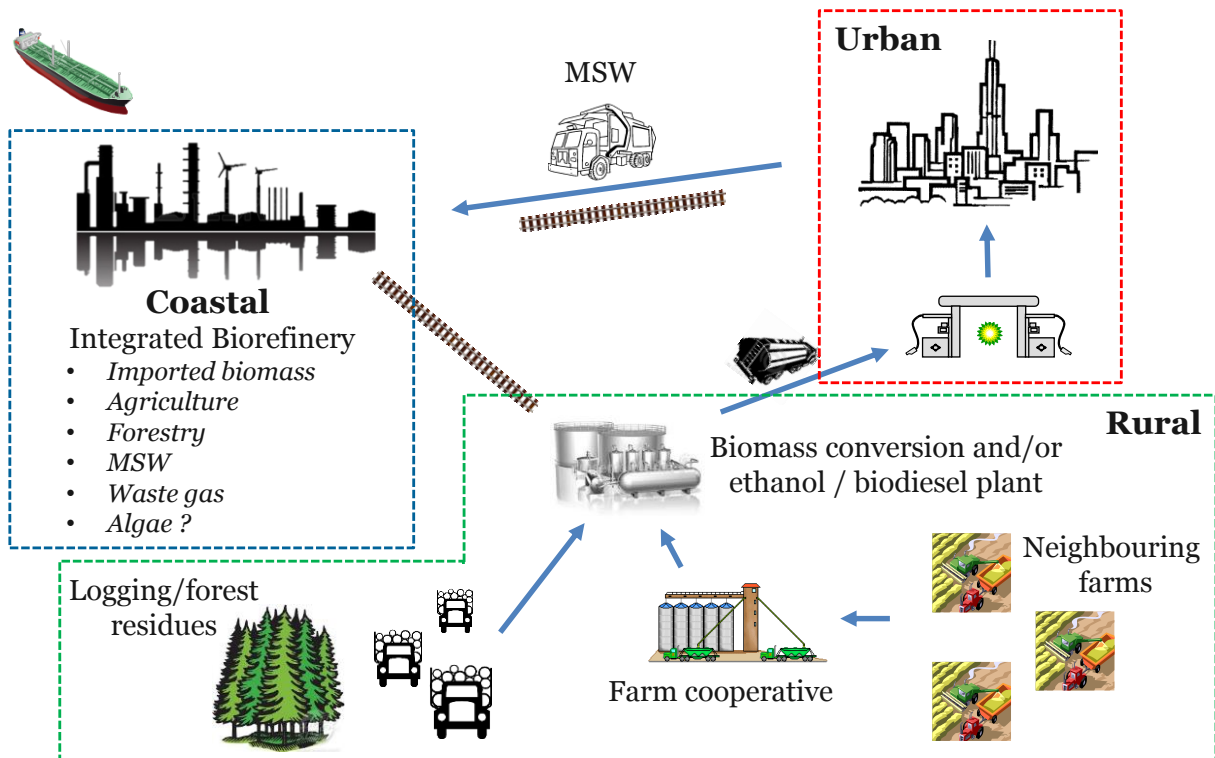 Urban
MSW
Coastal
Integrated Biorefinery
• Imported biomass
• Agriculture
• Forestry
• MSW
• Waste gas
• Algae ?
Rural
Biomass conversion and/or
ethanol / biodiesel plant
Neighbouring
farms
Logging/forest
residues
Farm cooperative